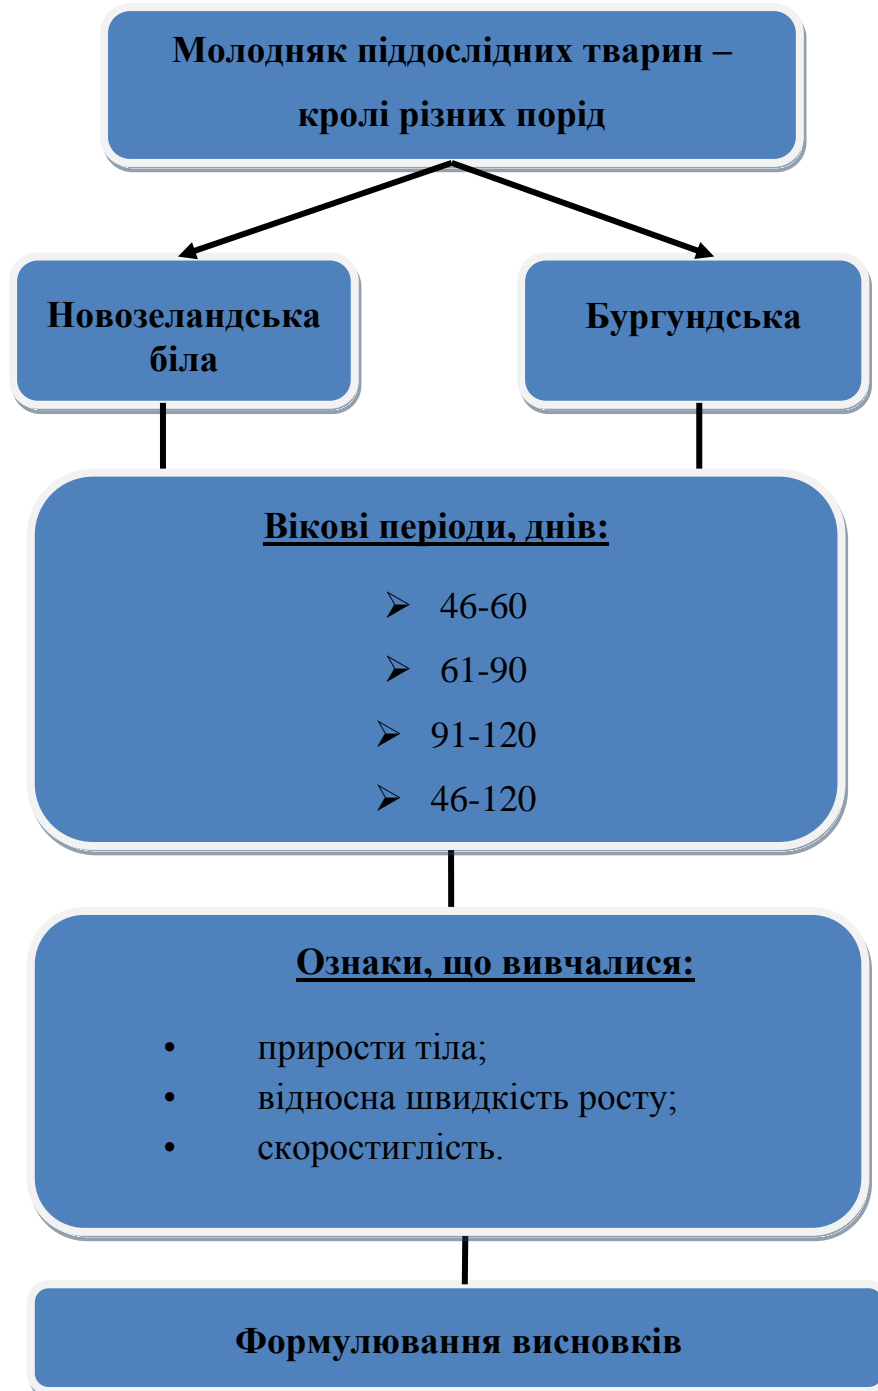 Молодняк піддослідних тварин –
кролі різних порід
Новозеландська
біла
Бургундська
Вікові періоди, днів:
➢ 46-60
➢ 61-90
➢ 91-120
➢ 46-120
Ознаки, що вивчалися:
• прирости тіла;
• відносна швидкість росту;
• скоростиглість.
Формулювання висновків